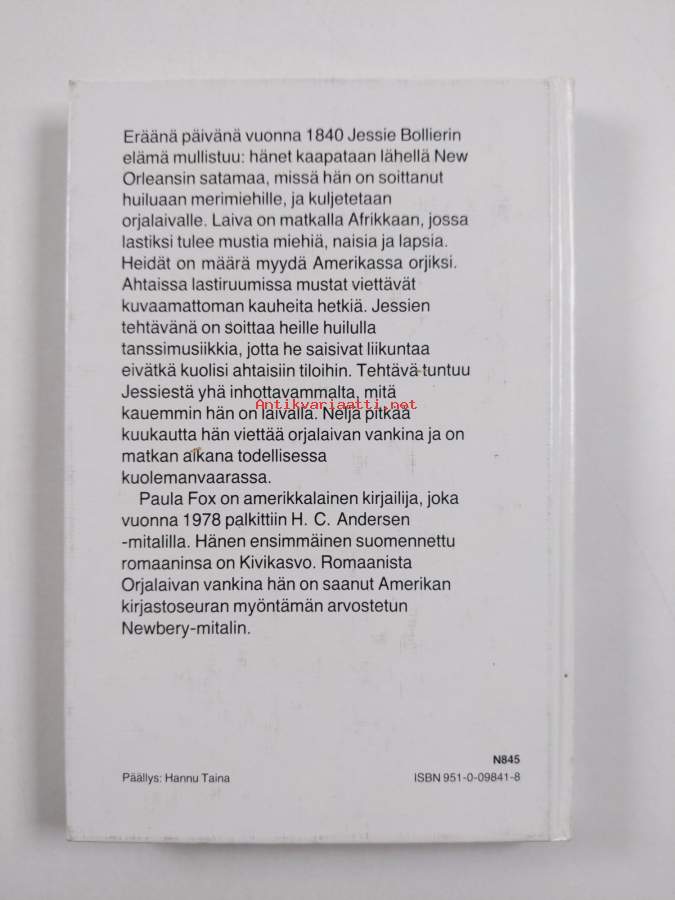 Eräänä päivänä vuonna 1840 Jessie Bollierin
elämä mullistuu: hänet kaapataan lähellä New
Orleansin satamaa, missä hän on soittanut
huiluaan merimiehille, ja kuljetetaan
orjalaivalle. Laiva on matkalla Afrikkaan, jossa
lastiksi tulee mustia miehiä, naisia ja lapsia.
Heidät on määrä myydä Amerikassa orjiksi.
Ahtaissa lastiruumissa mustat viettävät
kuvaamattoman kauheita hetkiä. Jessien
tehtävänä on soittaa heille huilulla
tanssimusiikkia, jotta he saisivat liikuntaa
eivätkä kuolisi ahtaisiin tiloihin. Tehtävä tuntuu
Jessiestä yhä inhottavammalta, mitä
Antikvariaatti.net
kauemmin hän on laivalla. Neljä pitkää
kuukautta hän viettää orjalaivan vankina ja on
matkan aikana todellisessa
kuolemanvaarassa.
Paula Fox on amerikkalainen kirjailija, joka
vuonna 1978 palkittiin H. C. Andersen
-mitalilla. Hänen ensimmäinen suomennettu
romaaninsa on Kivikasvo. Romaanista
Orjalaivan vankina hän on saanut Amerikan
kirjastoseuran myöntämän arvostetun
Newbery-mitalin.
N845
Päällys: Hannu Taina
ISBN 951-0-09841-8